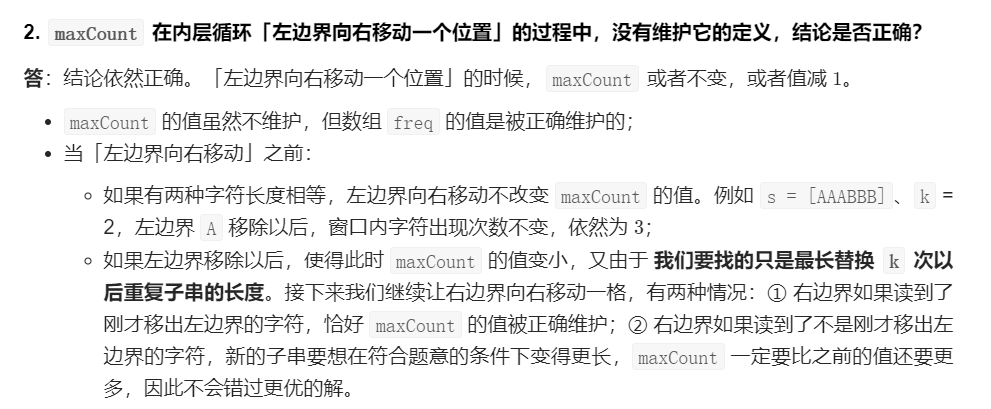 2. maxCount 在内层循环「左边界向右移动一个位置」的过程中，没有维护它的定义，结论是否正确？
答：结论依然正确。「左边界向右移动一个位置」的时候， maxCount 或者不变，或者值减 1。
• maxCount 的值虽然不维护，但数组 freq 的值是被正确维护的；
• 当「左边界向右移动」之前：
◦ 如果有两种字符长度相等，左边界向右移动不改变 maxCount 的值。例如 s = [AAABBB]、 k =
2，左边界 A 移除以后，窗口内字符出现次数不变，依然为 3；
◦ 如果左边界移除以后，使得此时 maxCount 的值变小，又由于 我们要找的只是最长替换 k 次以
后重复子串的长度。接下来我们继续让右边界向右移动一格，有两种情况：① 右边界如果读到了
刚才移出左边界的字符，恰好 maxCount 的值被正确维护；② 右边界如果读到了不是刚才移出左
边界的字符，新的子串要想在符合题意的条件下变得更长， maxCount 一定要比之前的值还要更
多，因此不会错过更优的解。